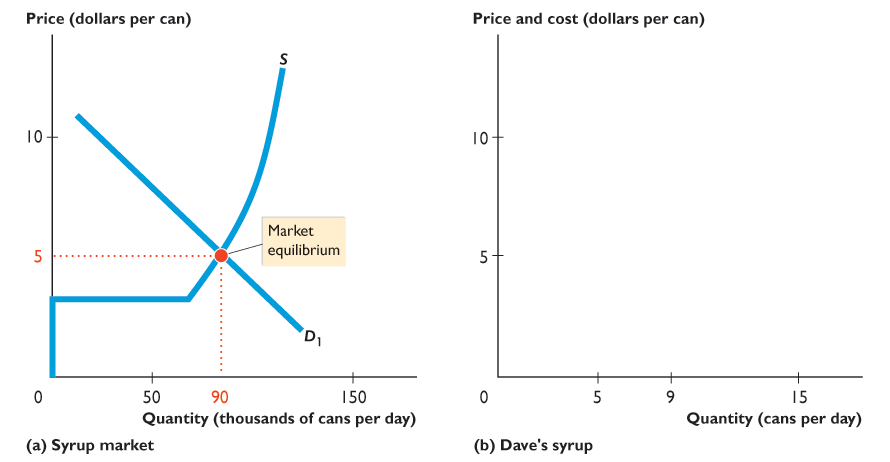 Price (dollars per can)
S
10
Market
equilibrium
5
D1
0
50
90
150
Quantity (thousands of cans per day)
(a) Syrup market
Price and cost (dollars per can)
10
5
0
5
9
15
Quantity (cans per day)
(b) Dave's syrup